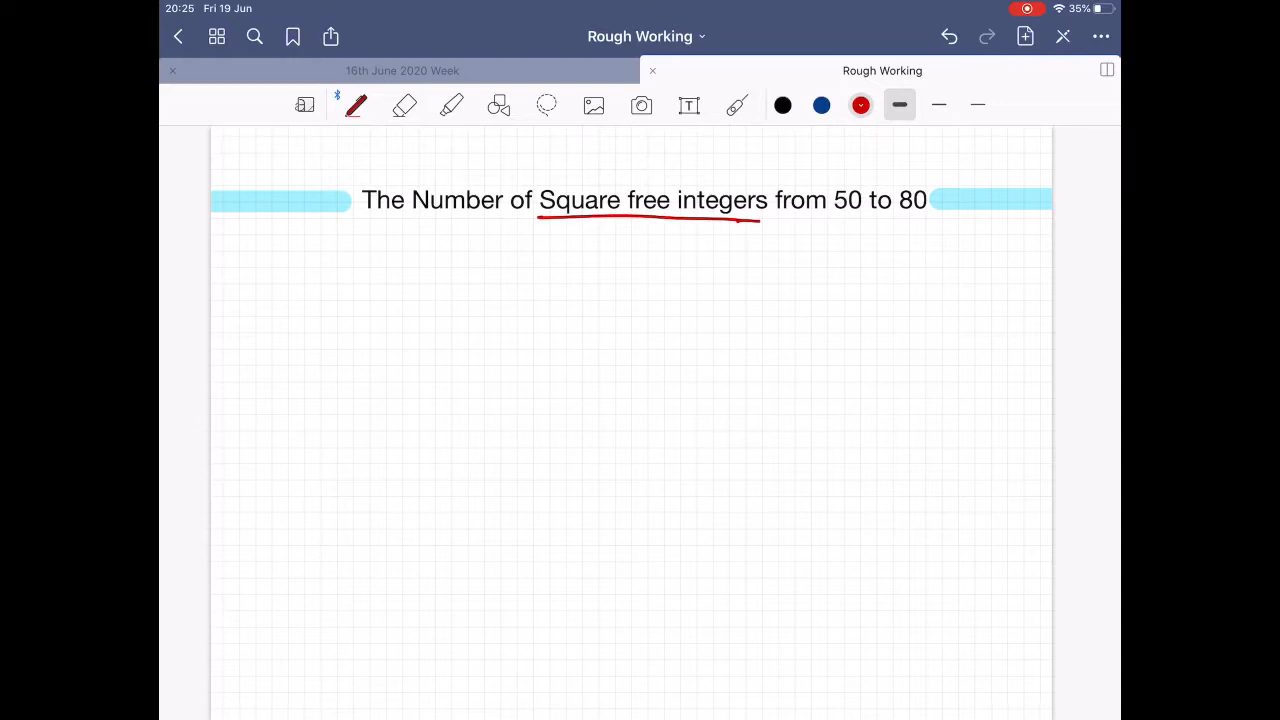 20:25 Fri 19 Jun
35%
Rough Working
16th June 2020 Week
Rough Working
T
The Number of Square free integers from 50 to 80